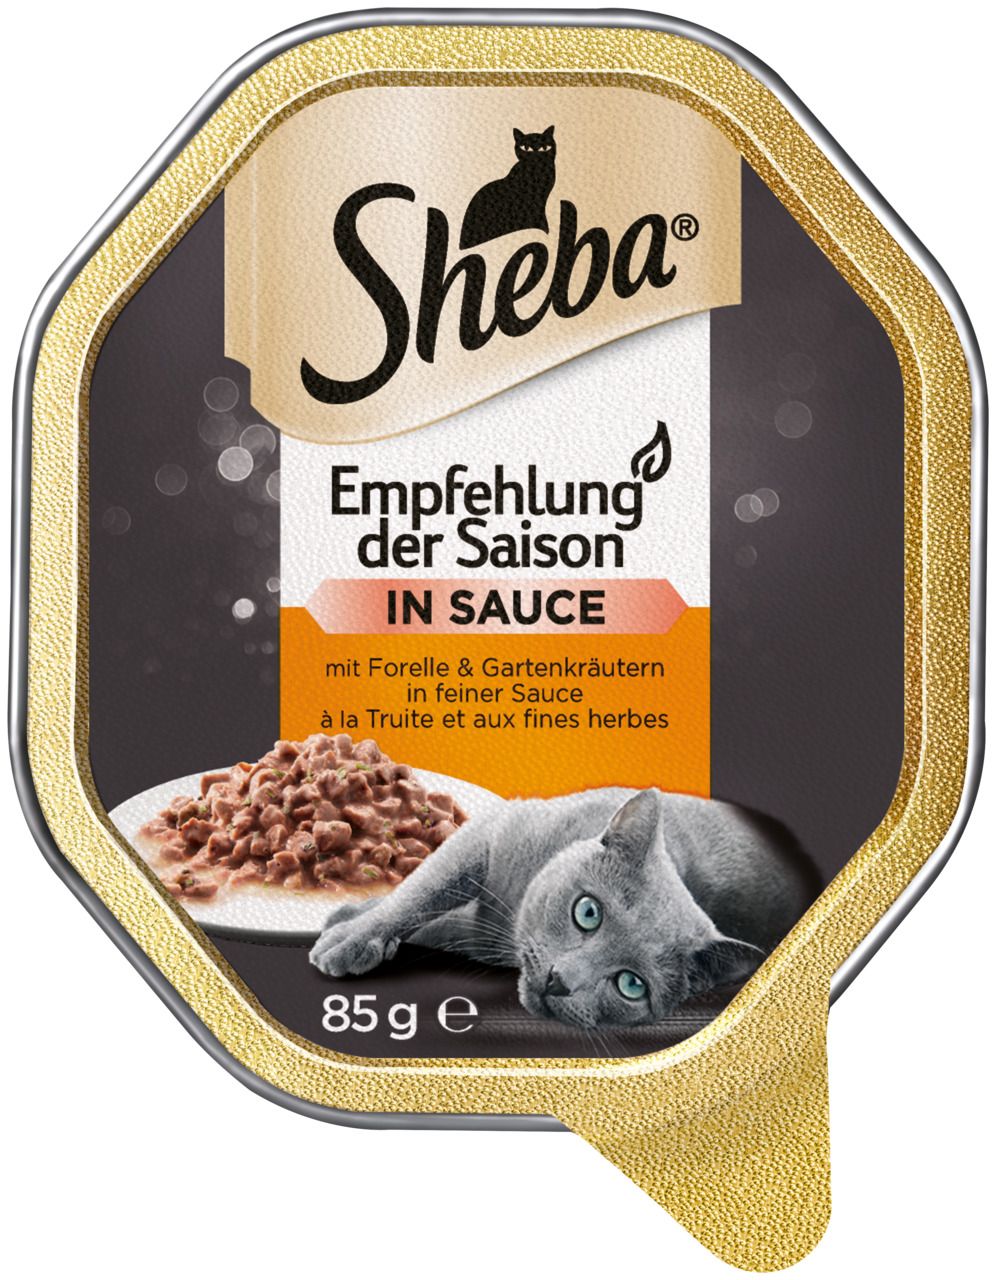 Sheba®
Empfehlung
der Saison
IN SAUCE
mit Forelle & Gartenkräutern
in feiner Sauce
à la Truite et aux fines herbes
85 g ℮